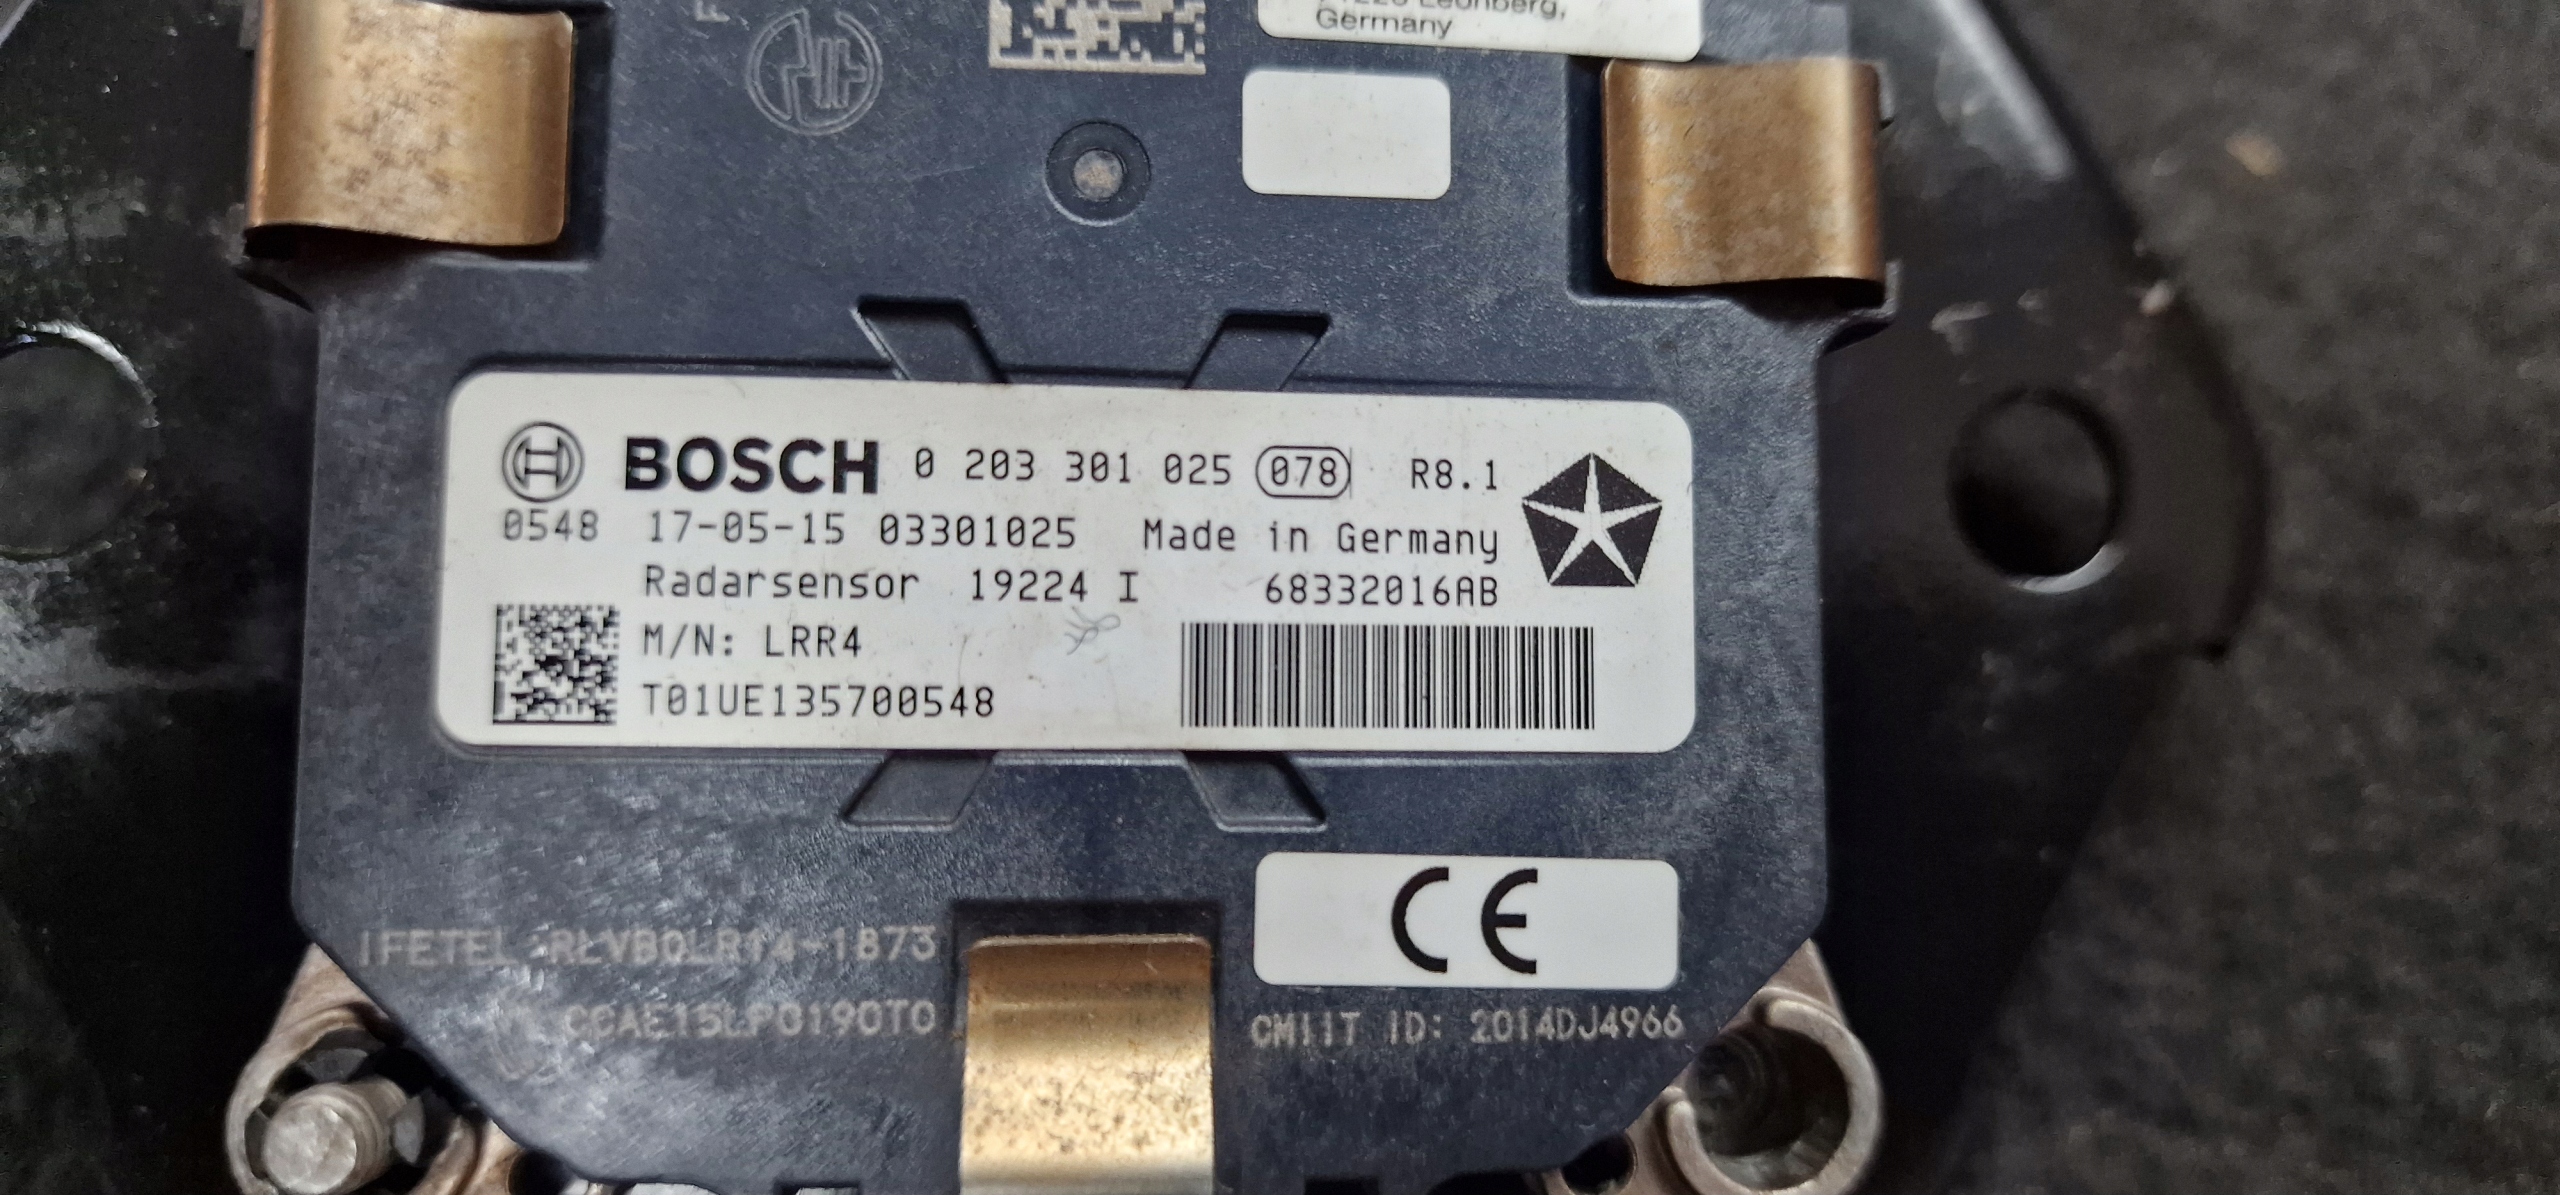 Leonberg,
Germany
BOSCH 0 203 301 025 078 R8.1
0548 17-05-15 03301025 Made in Germany
Radarsensor 19224 I 68332016AB
M/N: LRR4
T01UE135700548
CE
IFETEL RLVBOLR14-1873
CCAE15LP0190T0
CMIIT ID: 2014DJ4966